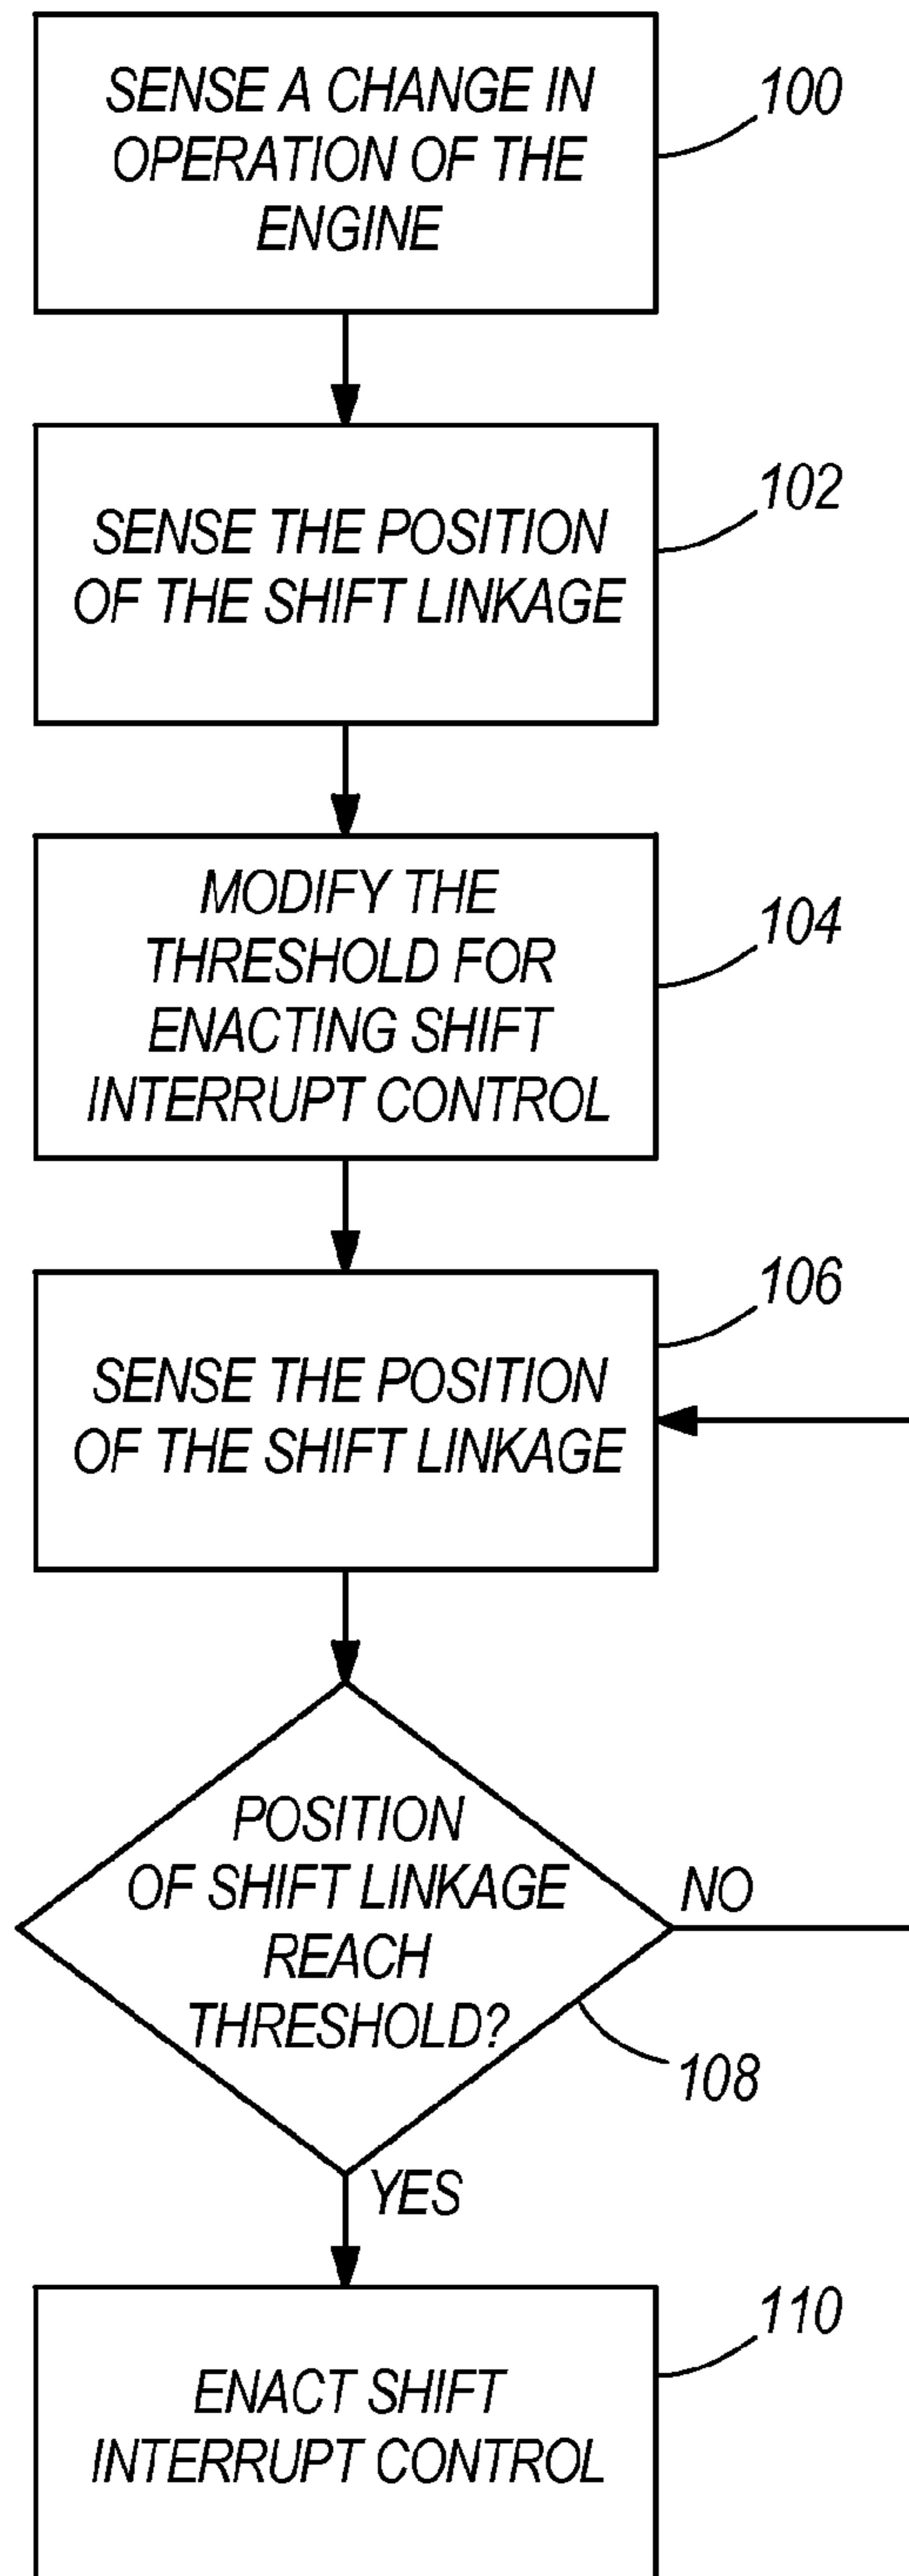 SENSE A CHANGE IN
OPERATION OF THE
ENGINE
100
SENSE THE POSITION
OF THE SHIFT LINKAGE
102
MODIFY THE
THRESHOLD FOR
ENACTING SHIFT
INTERRUPT CONTROL
104
SENSE THE POSITION
OF THE SHIFT LINKAGE
106
POSITION
OF SHIFT LINKAGE
REACH
THRESHOLD?
NO
108
YES
ENACT SHIFT
INTERRUPT CONTROL
110